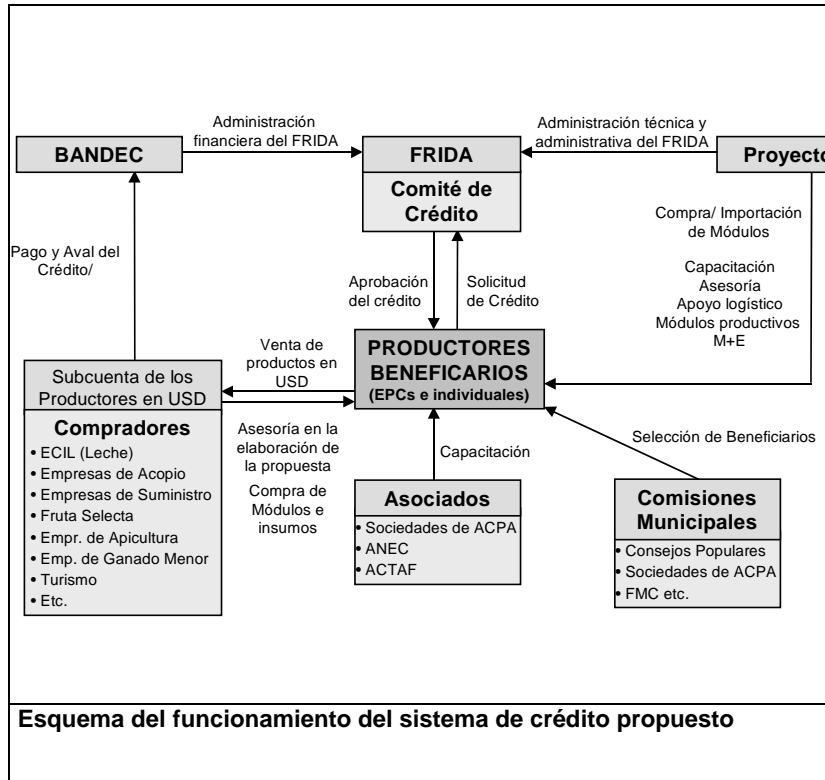 Administración
financiera del FRIDA
Administración técnica y
administrativa del FRIDA
BANDEC
FRIDA
Proyecto
Comité de
Crédito
Compra/ Importación
de Módulos
Capacitación
Asesoría
Apoyo logístico
Módulos productivos
M+E
Pago y Aval del
Crédito/
Aprobación
del crédito
Solicitud
de Crédito
Venta de
productos en
USD
PRODUCTORES
BENEFICARIOS
(EPCs e individuales)
Subcuenta de los
Productores en USD
Compradores
• ECIL (Leche)
• Empresas de Acopio
• Empresas de Suministro
• Fruta Selecta
• Empr. de Apicultura
• Emp. de Ganado Menor
• Turismo
• Etc.
Asesoría en la
elaboración de
la propuesta
Compra de
Módulos e
insumos
Capacitación
Selección de Beneficiarios
Asociados
• Sociedades de ACPA
• ANEC
• ACTAF
Comisiones
Municipales
• Consejos Populares
• Sociedades de ACPA
• FMC etc.
Esquema del funcionamiento del sistema de crédito propuesto